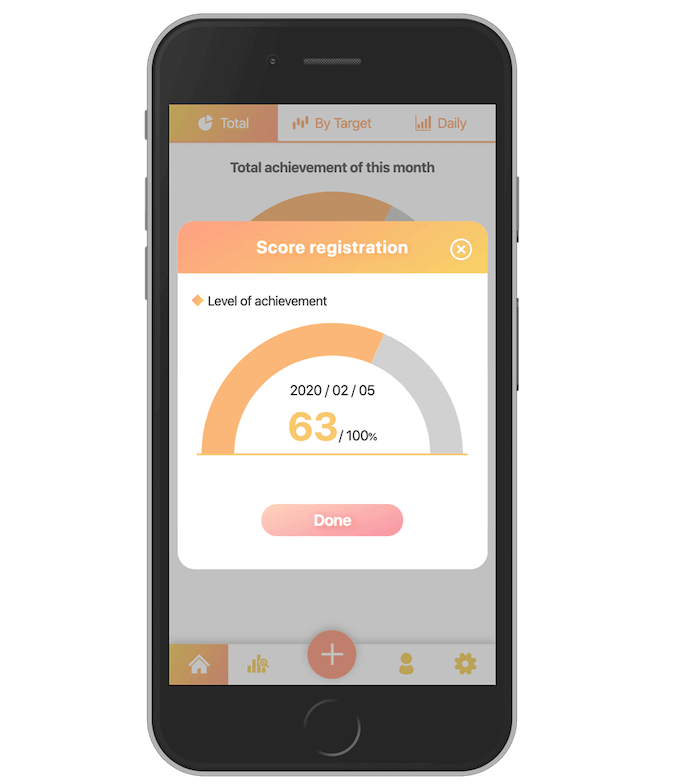 Total By Target Daily
Total achievement of this month
Score registration
Level of achievement
2020 / 02 / 05
63 / 100%
Done